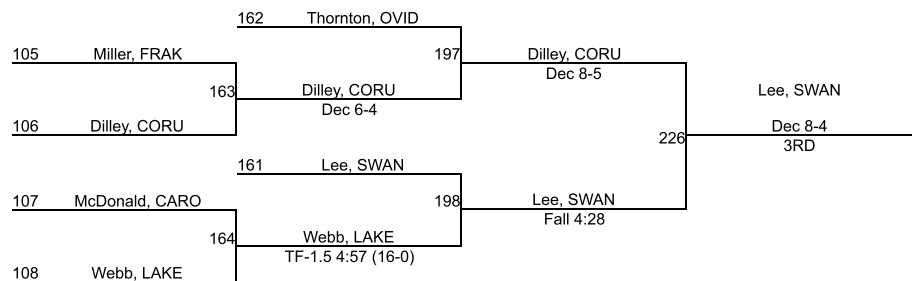 162 Thornton, OVID
105 Miller, FRAK
197 Dilley, CORU
Dec 8-5
163 Dilley, CORU
Dec 6-4
Lee, SWAN
106 Dilley, CORU
226 Dec 8-4
3RD
161 Lee, SWAN
107 McDonald, CARO
198 Lee, SWAN
Fall 4:28
164 Webb, LAKE
TF-1.5 4:57 (16-0)
108 Webb, LAKE